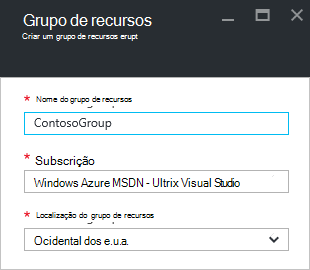 Grupo de recursos
Criar um grupo de recursos erupt
* Nome do grupo de recursos
ContosoGroup
* Subscrição
Windows Azure MSDN - Ultrix Visual Studio
* Localização do grupo de recursos
Ocidental dos e.u.a.